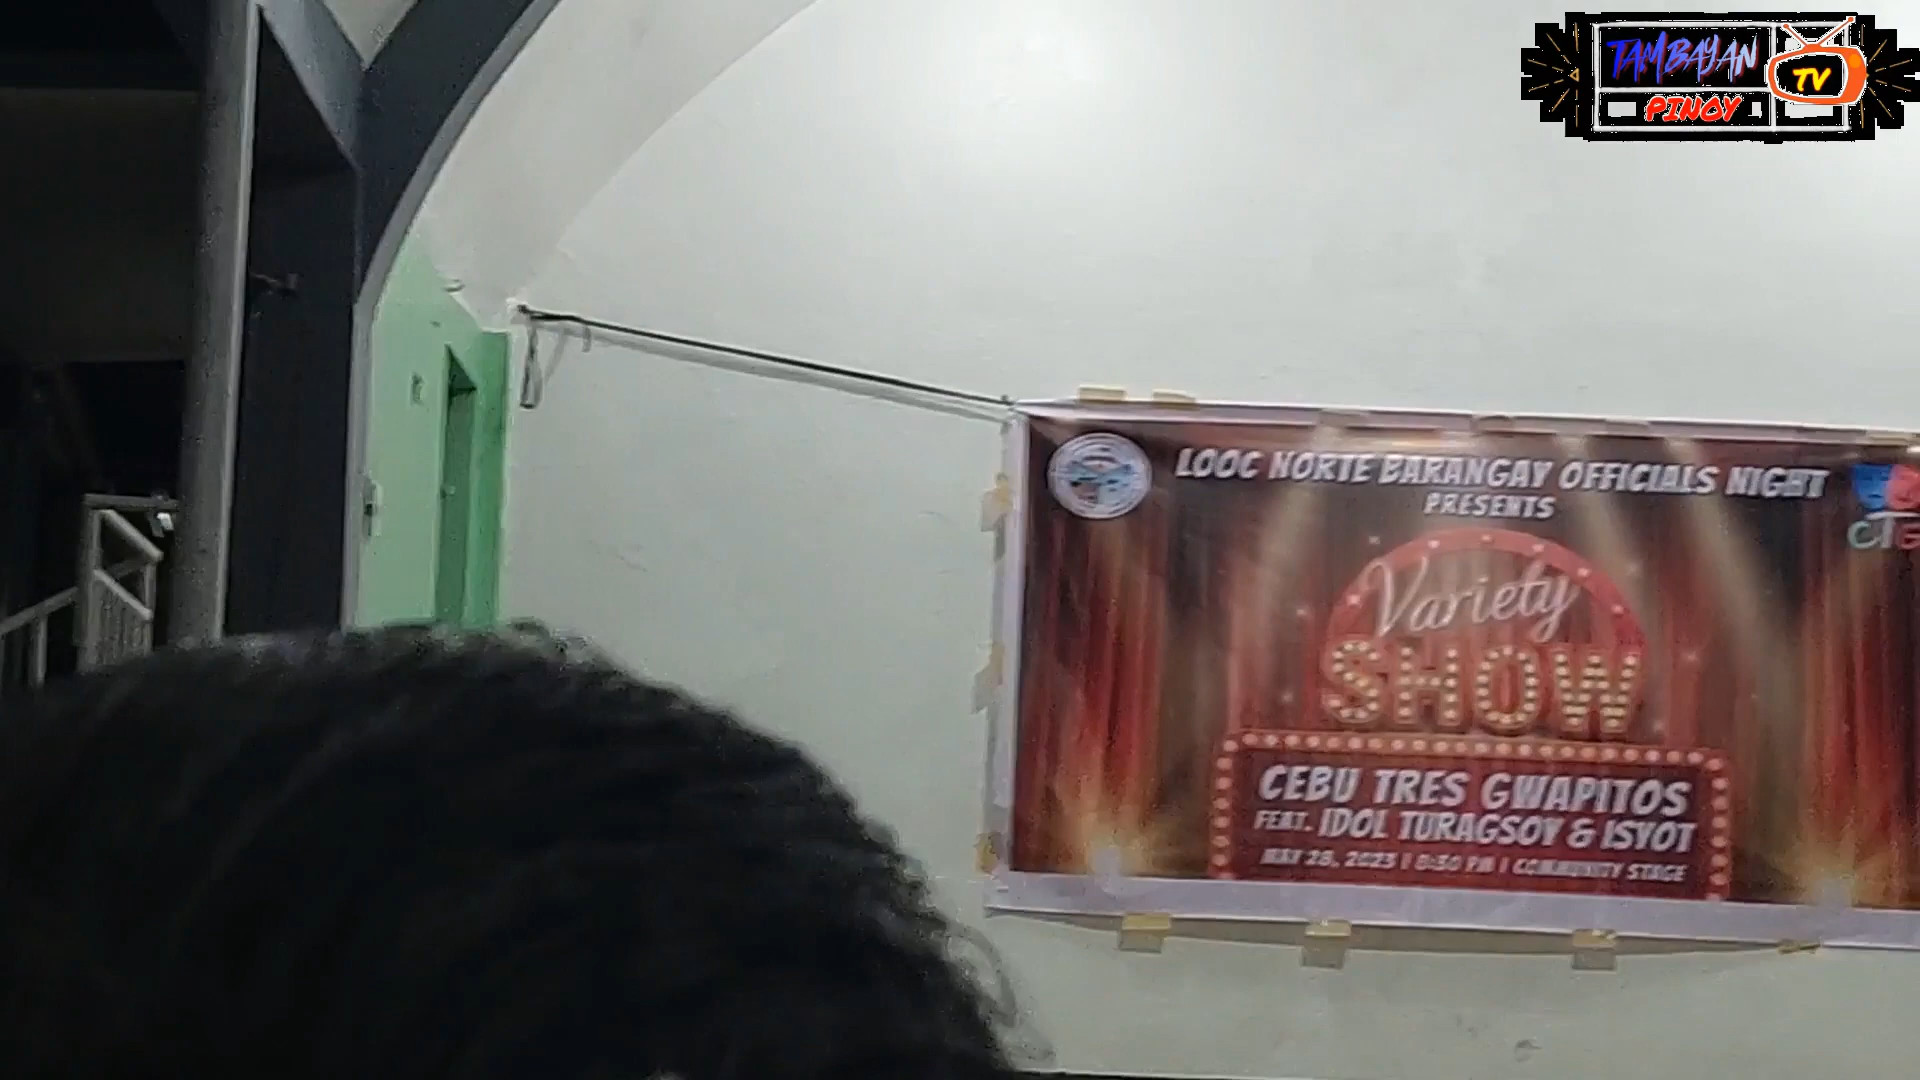 TAMBAYAN
PINOY
TV
LOOC NORTE BARANGAY OFFICIALS NIGHT
PRESENTS
CTG
Variety
SHOW
CEBU TRES GWAPITOS
FEAT. IDOL TURAGSOY & ISYOT
MAY 28, 2023 | 8:30 PM | COMMUNITY STAGE